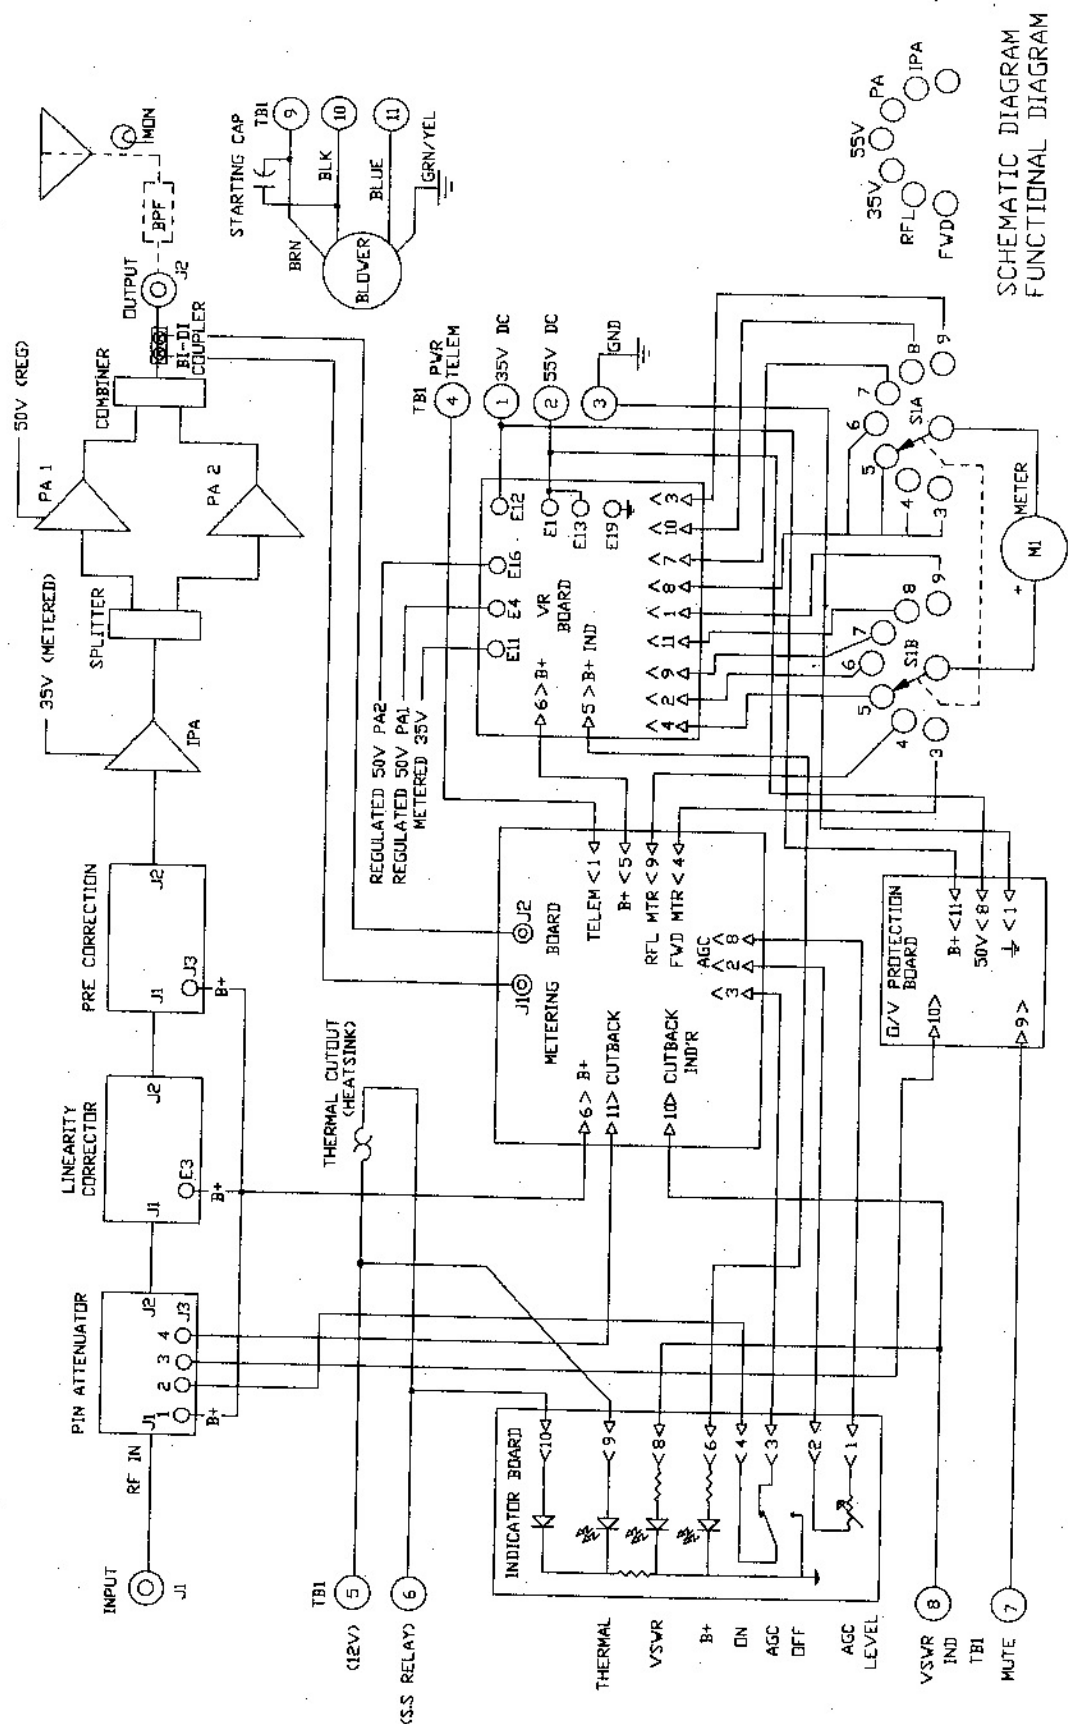 INPUT
J1
RF IN
PIN ATTENUATOR
J1
J2
1
2
3
4
J3
B+
LINEARITY
CORRECTOR
J1
J2
E3
B+
PRE CORRECTION
J1
J2
J3
B+
35V (METERED)
IPA
SPLITTER
50V (REG)
PA 1
PA 2
COMBINER
BI-DI
COUPLER
OUTPUT
J2
BPF
MON
TB1
(12V)
5
(S.S RELAY)
6
THERMAL CUTOUT
(HEATSINK)
REGULATED 50V PA2
REGULATED 50V PA1
METERED 35V
STARTING CAP
TB1
9
10
11
BRN
BLK
BLUE
GRN/YEL
BLOWER
INDICATOR BOARD
<10
<9
<8
<6
<4
<3
<2
<1
THERMAL
VSWR
B+
ON
AGC
OFF
AGC
LEVEL
METERING BOARD
J1
J2
6> B+
11> CUTBACK
10> CUTBACK
IND'R
TELEM <1
B+ <5
RFL MTR <9
FWD MTR <4
AGC
3
2
8
VR
BOARD
6> B+
5> B+ IND
E11
E4
E16
E12
E1
E13
E19
4
2
9
11
1
8
7
10
3
TB1
PWR
TELEM
4
1
35V DC
2
55V DC
3
GND
O/V PROTECTION
BOARD
10>
9>
B+ <11
50V <8
<1
VSWR
IND
8
TB1
MUTE
7
S1B
3
4
5
6
7
8
9
S1A
3
4
5
6
7
8
9
METER
M1
+
FWD
RFL
35V
55V
PA
IPA
SCHEMATIC DIAGRAM
FUNCTIONAL DIAGRAM